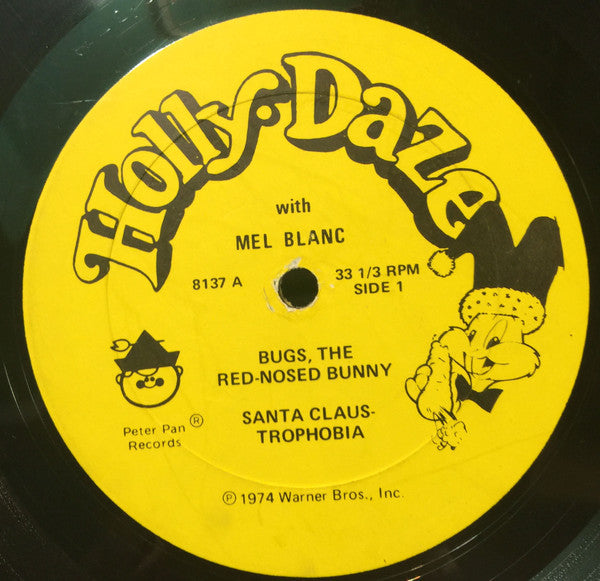 Holly-Daze
with
MEL BLANC
8137 A
33 1/3 RPM
SIDE 1
BUGS, THE
RED-NOSED BUNNY
SANTA CLAUS-
TROPHOBIA
Peter Pan ®
Records
℗ 1974 Warner Bros., Inc.